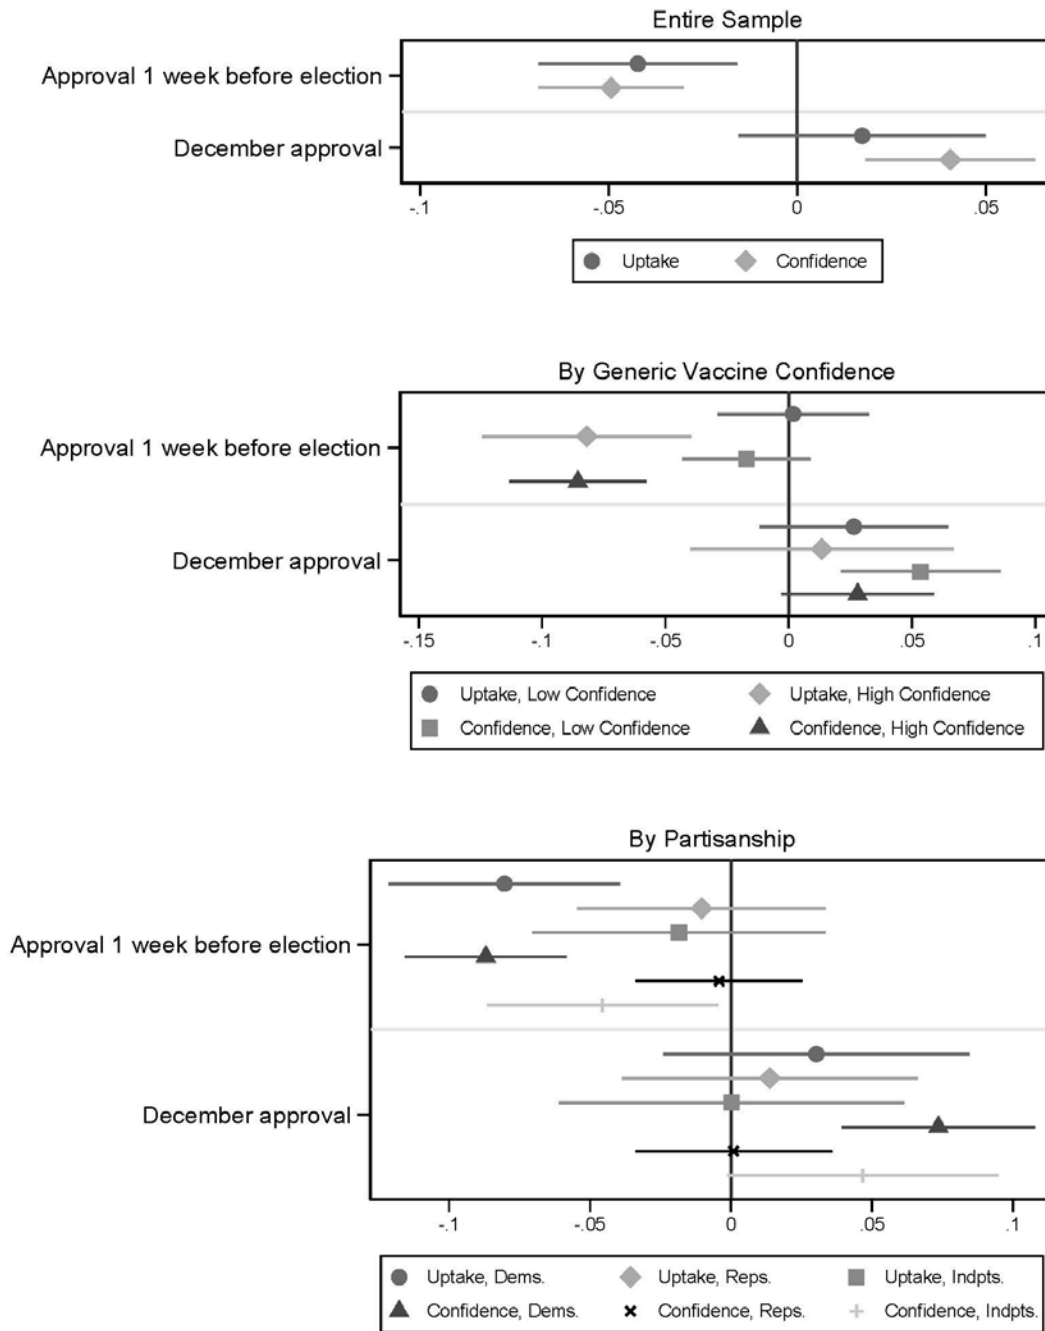 Entire Sample
Approval 1 week before election
December approval
-.1 -.05 0 .05
Uptake Confidence
By Generic Vaccine Confidence
Approval 1 week before election
December approval
-.15 -.1 -.05 0 .05 .1
Uptake, Low Confidence Uptake, High Confidence
Confidence, Low Confidence Confidence, High Confidence
By Partisanship
Approval 1 week before election
December approval
-.1 -.05 0 .05 .1
Uptake, Dems. Uptake, Reps. Uptake, Indpts.
Confidence, Dems. Confidence, Reps. Confidence, Indpts.